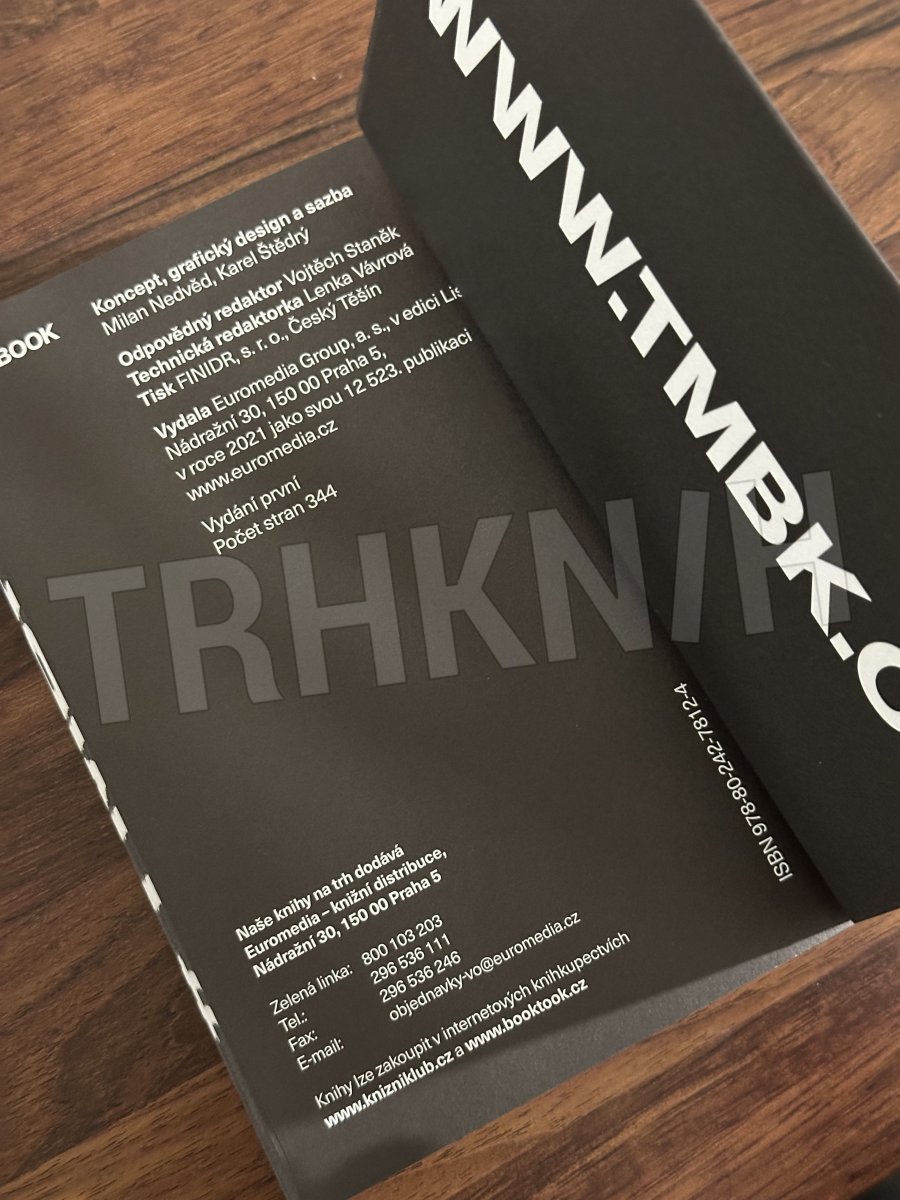 BOOK
Koncept, grafický design a sazba
Milan Nedvěd, Karel Štědrý
Odpovědný redaktor Vojtěch Staněk
Technická redaktorka Lenka Vávrová
Tisk FINIDR, s. r. o., Český Těšín
Vydala Euromedia Group, a. s., v edici
Nádražní 30, 150 00 Praha 5,
v roce 2021 jako svou 12 523. publikaci
www.euromedia.cz
Vydání první
Počet stran 344
WWW.TMBK.
TRHKNIH
ISBN 978-80-242-7812-4
Naše knihy na trh dodává
Euromedia – knižní distribuce,
Nádražní 30, 150 00 Praha 5
Zelená linka: 800 103 203
Tel.: 296 536 111
Fax: 296 536 246
E-mail: objednavky-vo@euromedia.cz
Knihy lze zakoupit v internetových knihkupectvích
www.knizniklub.cz a www.booktook.cz